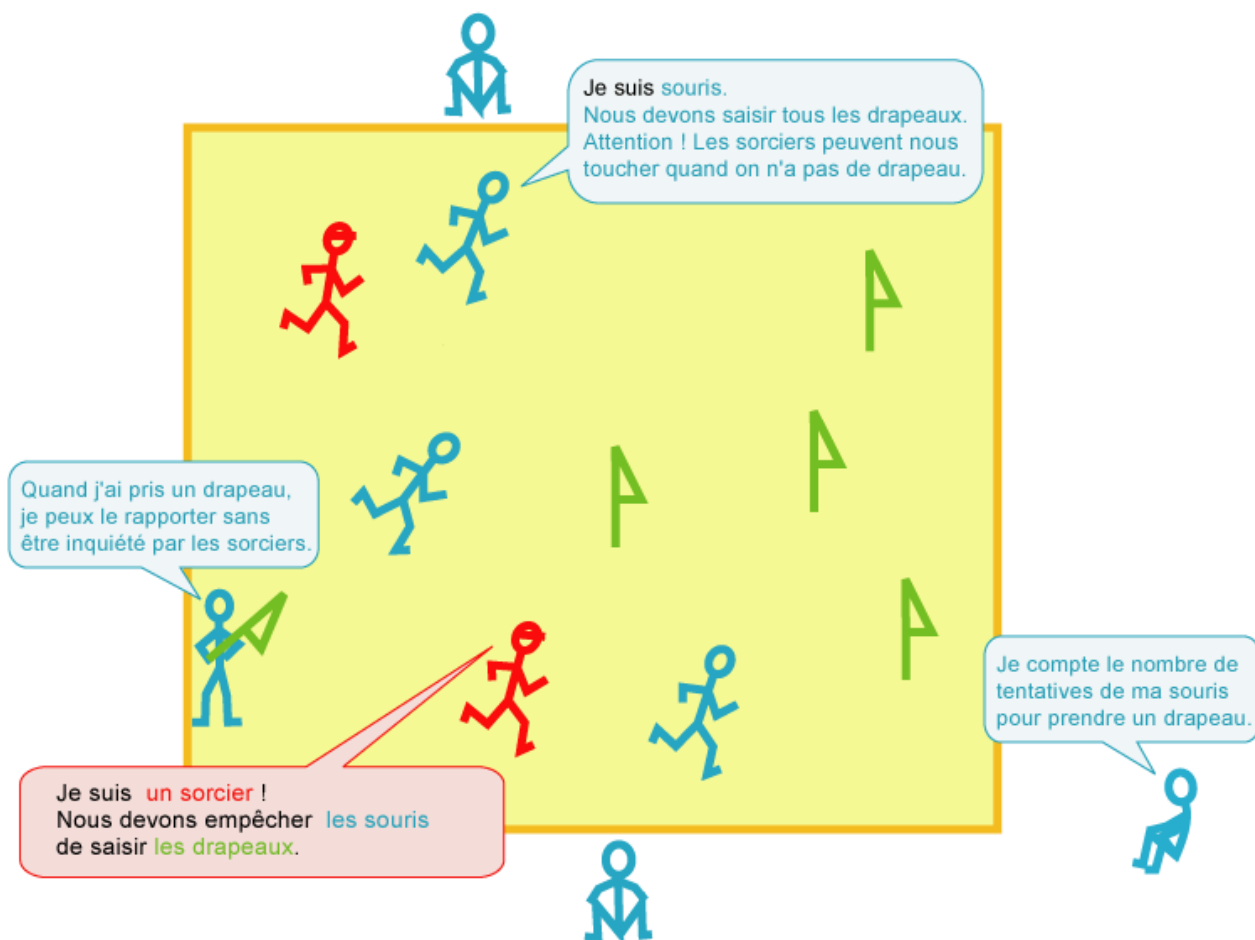 Je suis souris.
Nous devons saisir tous les drapeaux.
Attention ! Les sorciers peuvent nous
toucher quand on n'a pas de drapeau.
Quand j'ai pris un drapeau,
je peux le rapporter sans
être inquiété par les sorciers.
Je compte le nombre de
tentatives de ma souris
pour prendre un drapeau.
Je suis un sorcier !
Nous devons empêcher les souris
de saisir les drapeaux.